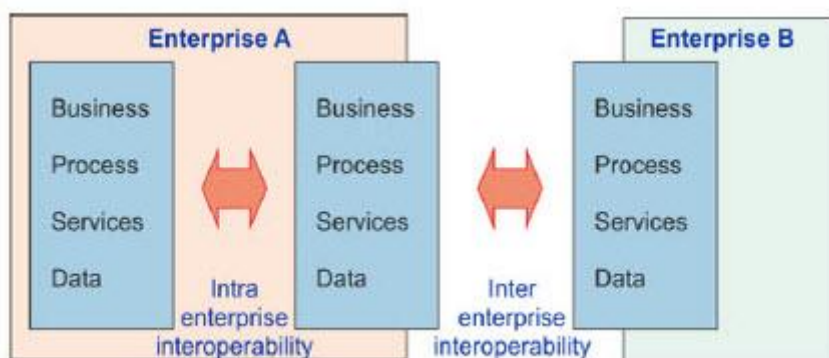 Enterprise A
Enterprise B
Business
Process
Services
Data
Intra
enterprise
interoperability
Business
Process
Services
Data
Inter
enterprise
interoperability
Business
Process
Services
Data